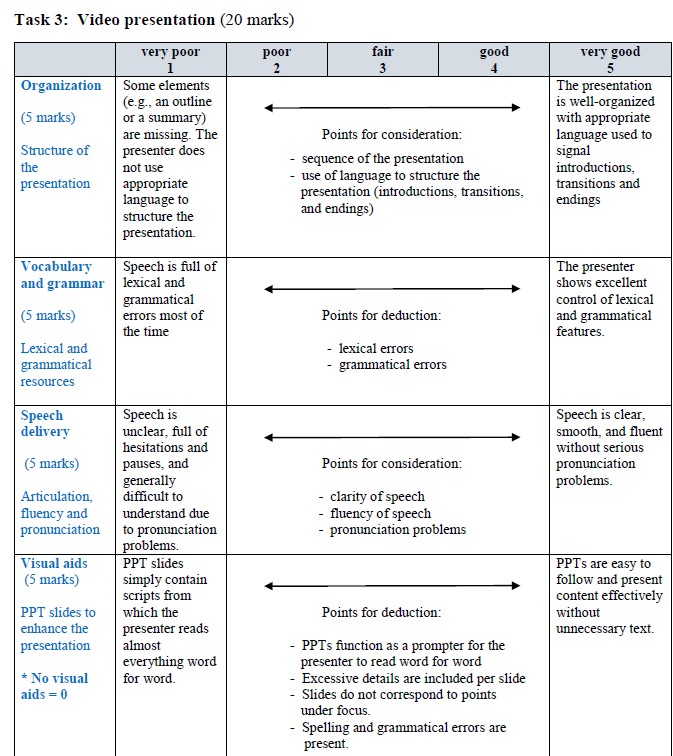 Task 3: Video presentation (20 marks)
very poor
1
poor
2
fair
3
good
4
very good
5
Organization
(5 marks)
Structure of
the
presentation
Some elements
(e.g., an outline
or a summary)
are missing. The
presenter does
not use
appropriate
language to
structure the
presentation.
Points for consideration:
- sequence of the presentation
- use of language to structure the
presentation (introductions, transitions,
and endings)
The presentation
is well-organized
with appropriate
language used to
signal
introductions,
transitions and
endings
Vocabulary
and grammar
(5 marks)
Lexical and
grammatical
resources
Speech is full of
lexical and
grammatical
errors most of
the time
Points for deduction:
- lexical errors
- grammatical errors
The presenter
shows excellent
control of lexical
and grammatical
features.
Speech
delivery
(5 marks)
Articulation,
fluency and
pronunciation
Speech is
unclear, full of
hesitations and
pauses, and
generally
difficult to
understand due
to pronunciation
problems.
Points for consideration:
- clarity of speech
- fluency of speech
- pronunciation problems
Speech is clear,
smooth, and fluent
without serious
pronunciation
problems.
Visual aids
(5 marks)
PPT slides to
enhance the
presentation
* No visual
aids = 0
PPT slides
simply contain
scripts from
which the
presenter reads
almost
everything word
for word.
Points for deduction:
- PPTs function as a prompter for the
presenter to read word for word
- Excessive details are included per slide
- Slides do not correspond to points
under focus.
- Spelling and grammatical errors are
present.
PPTs are easy to
follow and present
content effectively
without
unnecessary text.